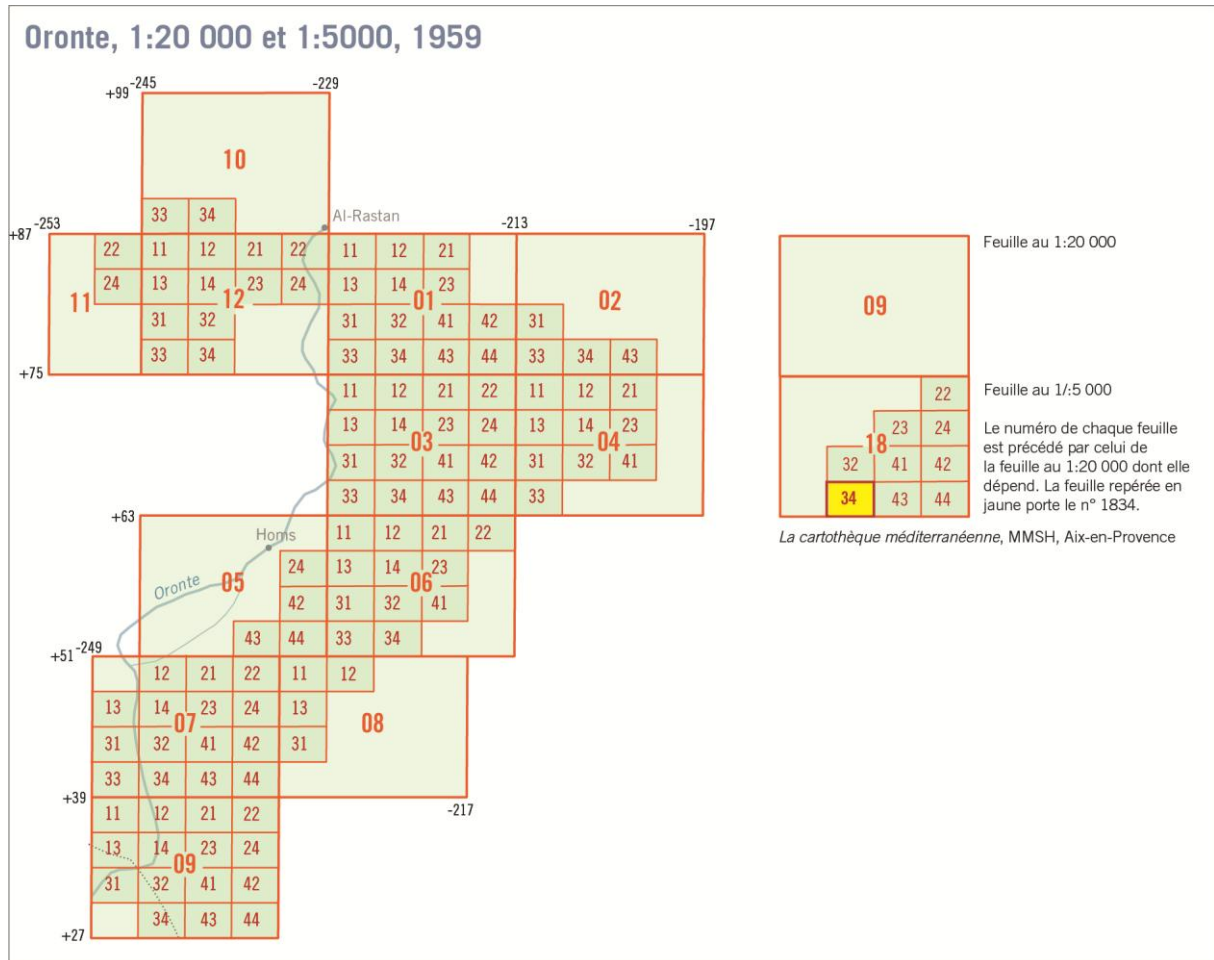 Oronte, 1:20 000 et 1:5000, 1959
+99 -245 -229
10
33 34
Al-Rastan
+87 -253 -213 -197
22 11 12 21 22 11 12 21
24 13 14 23 24 13 14 23
11 12 01 02
31 32 31 32 41 42 31
33 34 33 34 43 44 33 34 43
+75
11 12 21 22 11 12 21
13 14 23 24 13 14 23
03 04
31 32 41 42 31 32 41
33 34 43 44 33
+63
Homs
11 12 21 22
24 13 14 23
Oronte 05 06
42 31 32 41
43 44 33 34
+51 -249
12 21 22 11 12
13 14 23 24 13
07 08
31 32 41 42 31
33 34 43 44
+39 -217
11 12 21 22
13 14 23 24
09
31 32 41 42
34 43 44
+27
Feuille au 1:20 000
09
Feuille au 1/:5 000
22
23 24
18
32 41 42
34 43 44
Le numéro de chaque feuille
est précédé par celui de
la feuille au 1:20 000 dont elle
dépend. La feuille repérée en
jaune porte le n° 1834.
La cartothèque méditerranéenne, MMSH, Aix-en-Provence